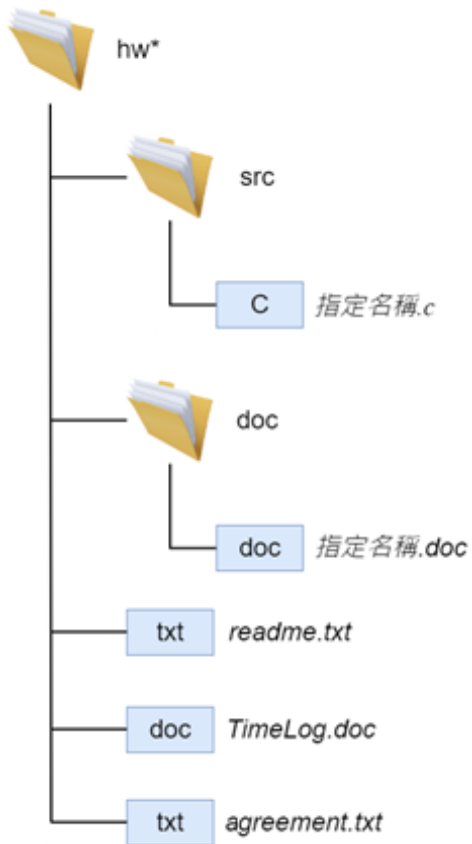 hw*
src
C 指定名稱.c
doc
doc 指定名稱.doc
txt readme.txt
doc TimeLog.doc
txt agreement.txt